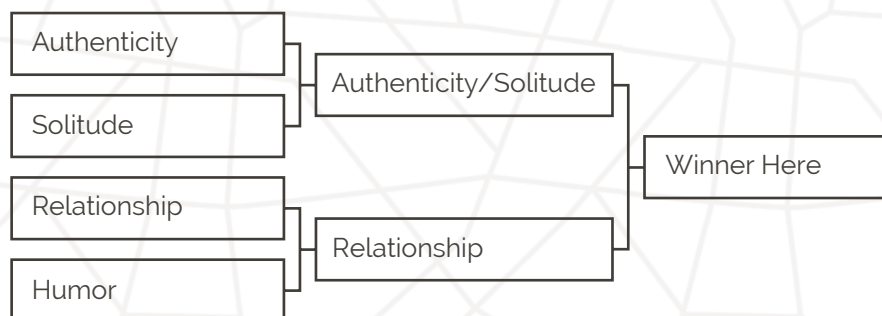 Authenticity
Solitude
Relationship
Humor
Authenticity/Solitude
Relationship
Winner Here